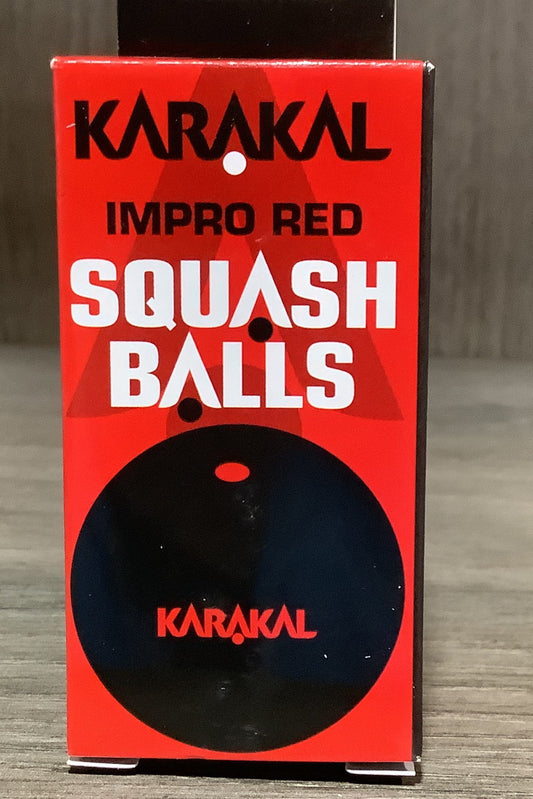 KARAKAL
IMPRO RED
SQUASH
BALLS
KARAKAL